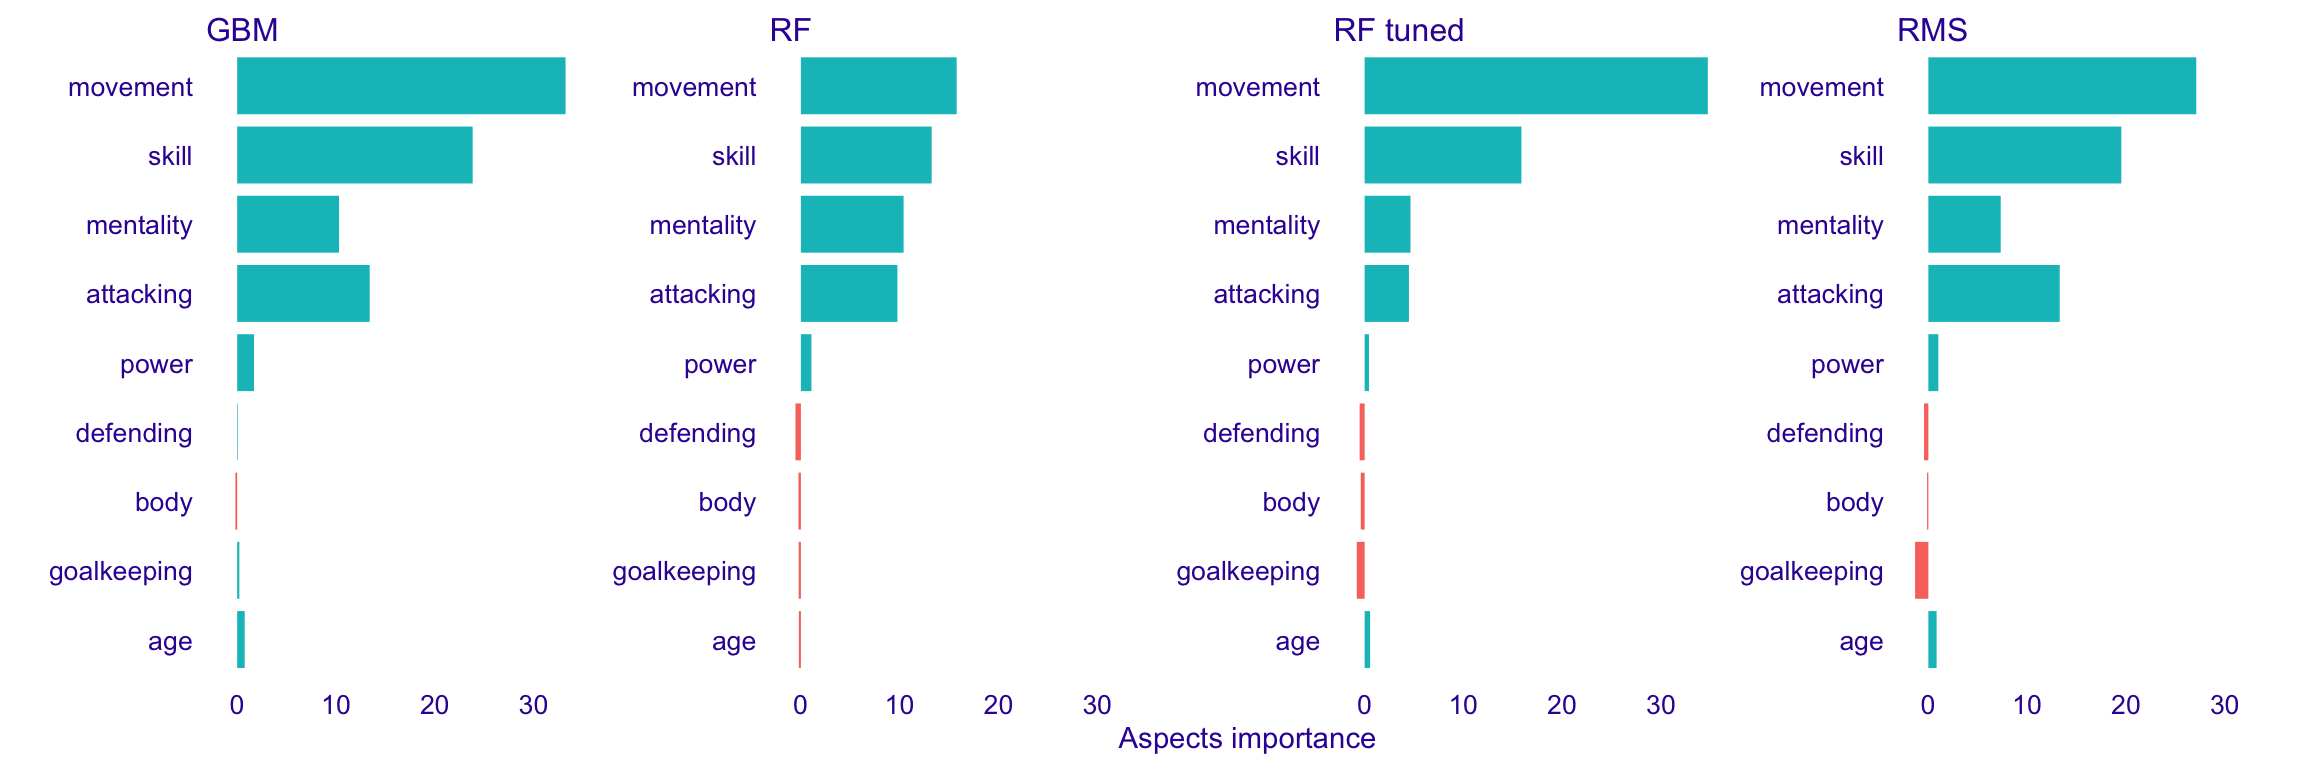 GBM
movement
skill
mentality
attacking
power
defending
body
goalkeeping
age
0 10 20 30
RF
movement
skill
mentality
attacking
power
defending
body
goalkeeping
age
0 10 20 30
RF tuned
movement
skill
mentality
attacking
power
defending
body
goalkeeping
age
0 10 20 30
RMS
movement
skill
mentality
attacking
power
defending
body
goalkeeping
age
0 10 20 30
Aspects importance